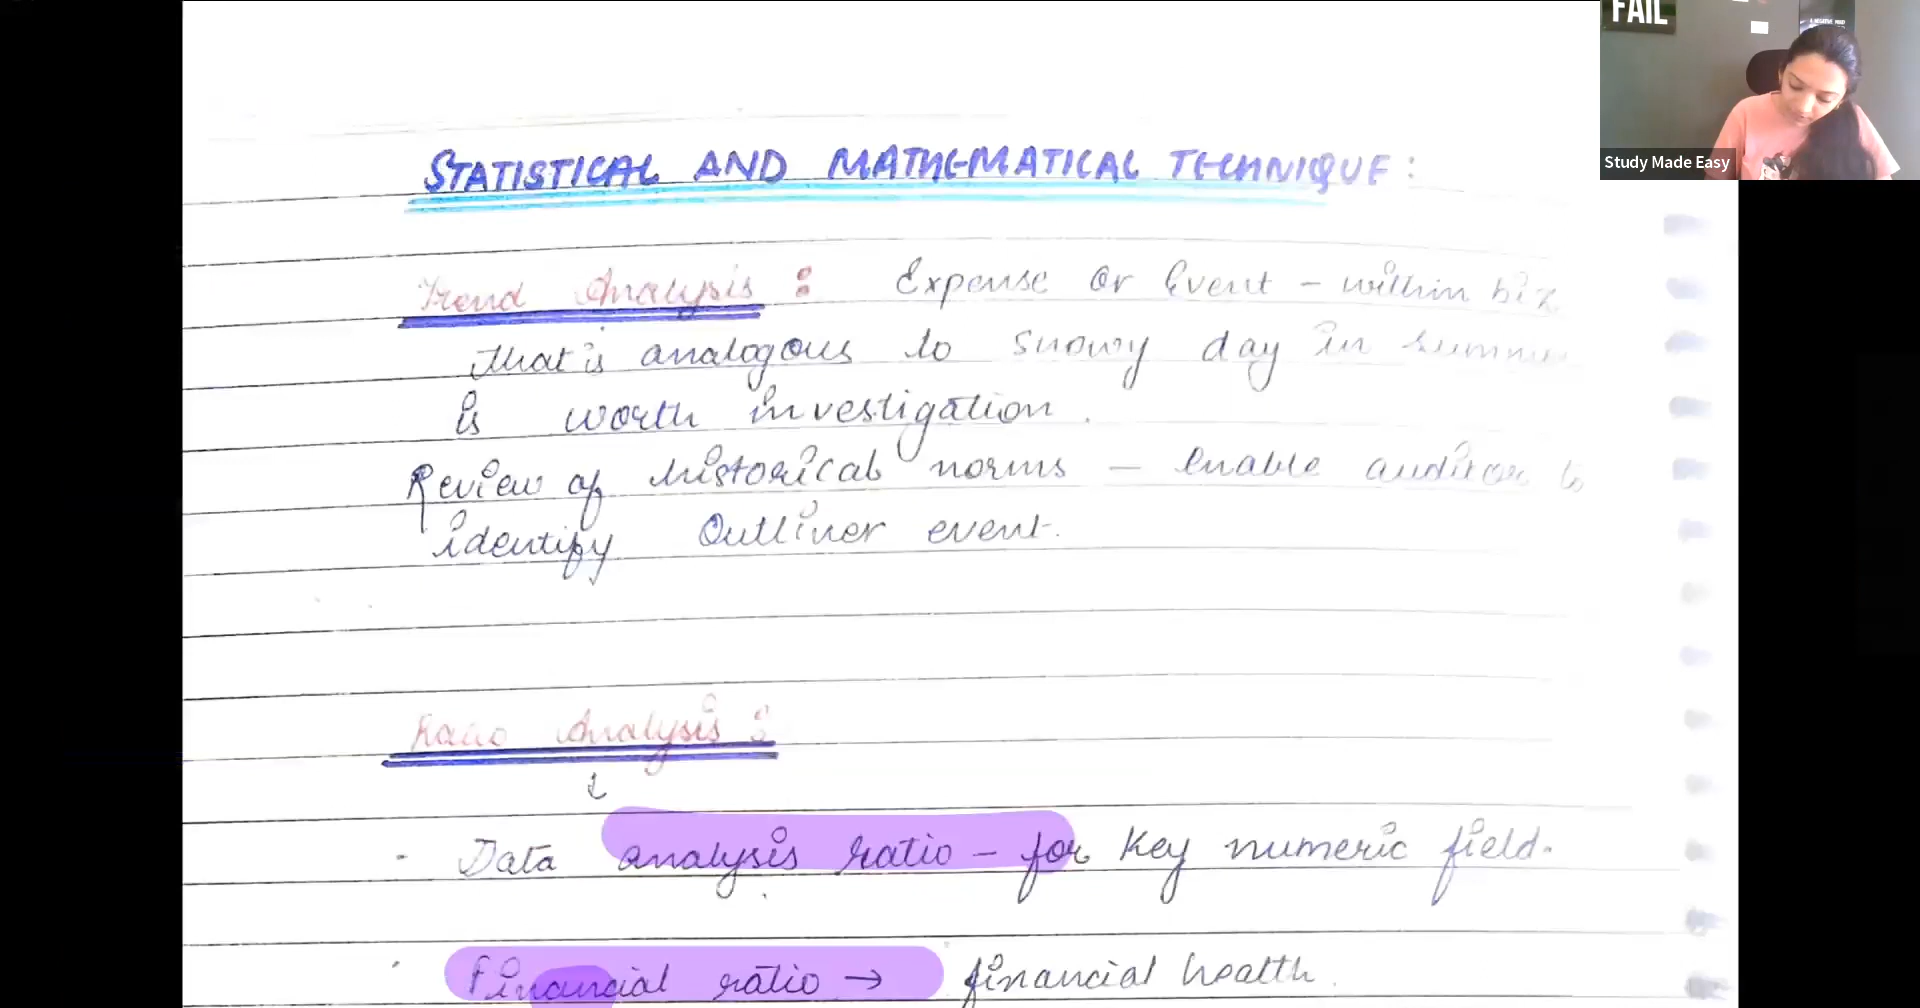 FAIL
Study Made Easy
STATISTICAL AND MATHEMATICAL TECHNIQUE :
Trend Analysis : Expense or Event - within biz
that is analogous to snowy day in summer
is worth investigation.
Review of historical norms - enable auditor to
identify Outliner event.
Ratio Analysis :
- Data analysis ratio - for key numeric field.
financial ratio → financial health.